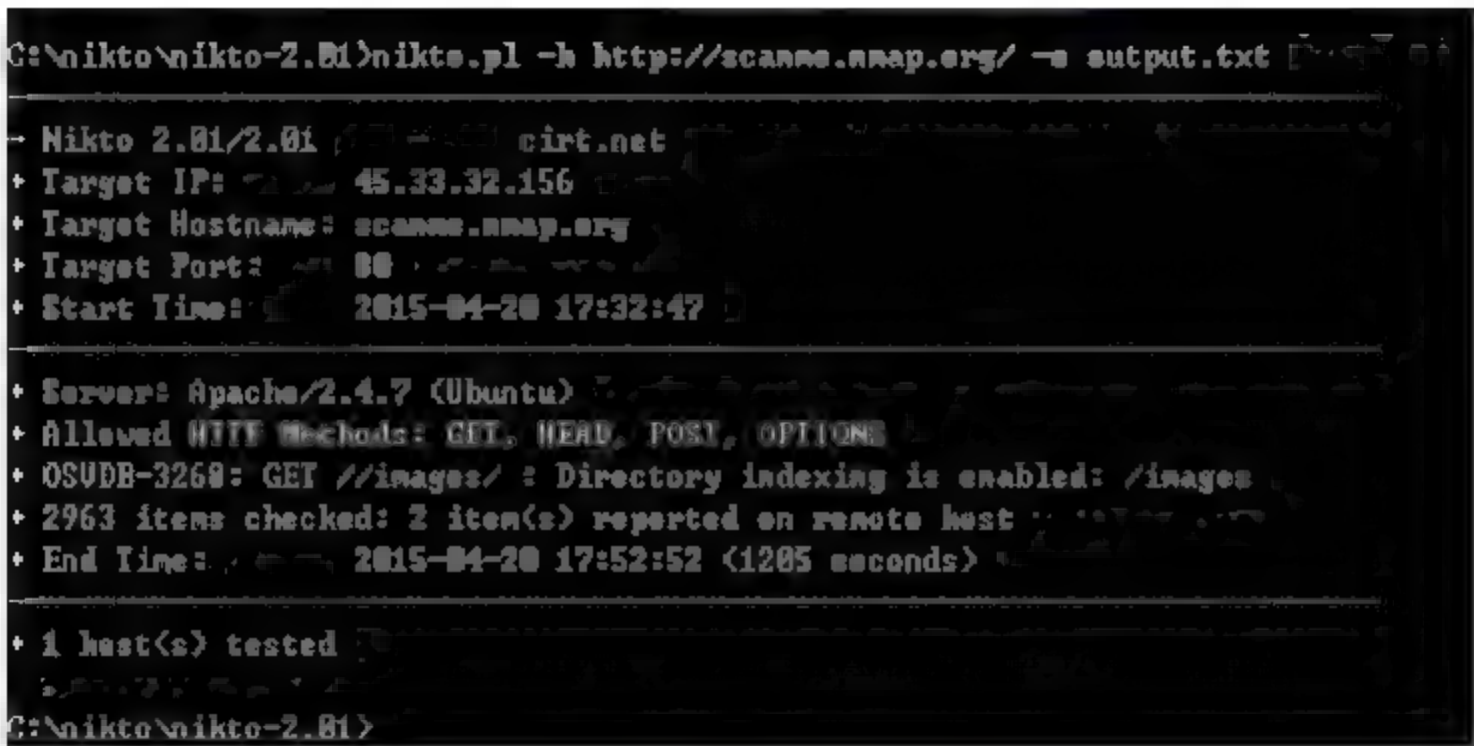 C:\nikto\nikto-2.01>nikto.pl -h http://scanme.nmap.org/ -o output.txt
- Nikto 2.01/2.01 - cirt.net
+ Target IP: 45.33.32.156
+ Target Hostname: scanme.nmap.org
+ Target Port: 80
+ Start Time: 2015-04-20 17:32:47
+ Server: Apache/2.4.7 (Ubuntu)
+ Allowed HTTP Methods: GET, HEAD, POST, OPTIONS
+ OSVDB-3268: GET //images/ : Directory indexing is enabled: /images
+ 2963 items checked: 2 item(s) reported on remote host
+ End Time: 2015-04-20 17:52:52 (1205 seconds)
+ 1 host(s) tested
C:\nikto\nikto-2.01>